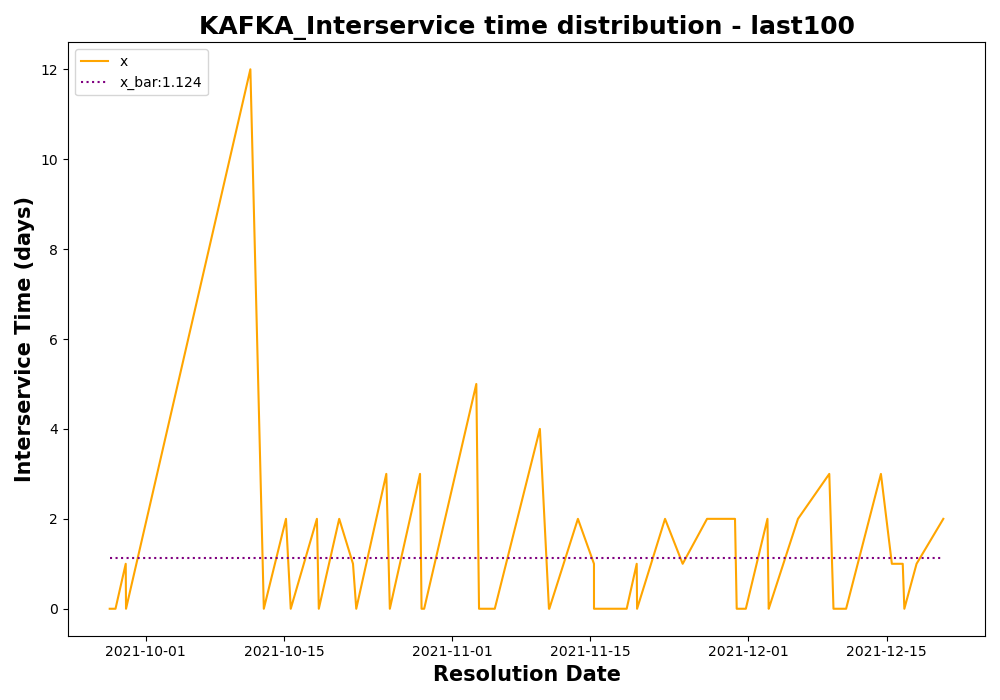 KAFKA_Interservice time distribution - last100
x
x_bar:1.124
12
10
8
6
4
2
0
Interservice Time (days)
2021-10-01 2021-10-15 2021-11-01 2021-11-15 2021-12-01 2021-12-15
Resolution Date